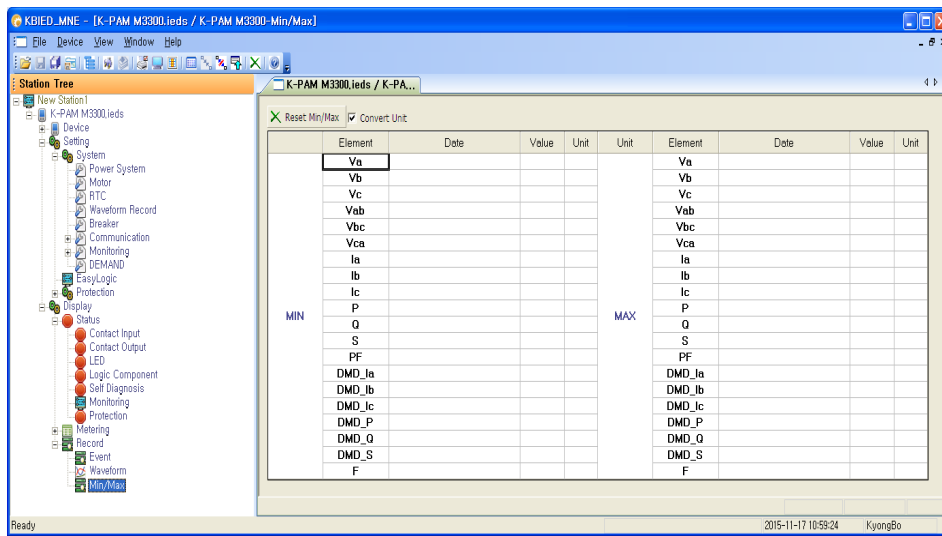 KBIED_MNE - [K-PAM M3300.ieds / K-PAM M3300-Min/Max]
File Device View Window Help
Station Tree
New Station1
K-PAM M3300.ieds
Device
Setting
System
Power System
Motor
RTC
Waveform Record
Breaker
Communication
Monitoring
DEMAND
EasyLogic
Protection
Display
Status
Contact Input
Contact Output
LED
Logic Component
Self Diagnosis
Monitoring
Protection
Metering
Record
Event
Waveform
Min/Max
K-PAM M3300.ieds / K-PA...
Reset Min/Max Convert Unit
Element Date Value Unit Unit Element Date Value Unit
Va Va
Vb Vb
Vc Vc
Vab Vab
Vbc Vbc
Vca Vca
Ia Ia
Ib Ib
Ic Ic
P P
MIN MAX
Q Q
S S
PF PF
DMD_Ia DMD_Ia
DMD_Ib DMD_Ib
DMD_Ic DMD_Ic
DMD_P DMD_P
DMD_Q DMD_Q
DMD_S DMD_S
F F
Ready 2015-11-17 10:59:24 KyongBo